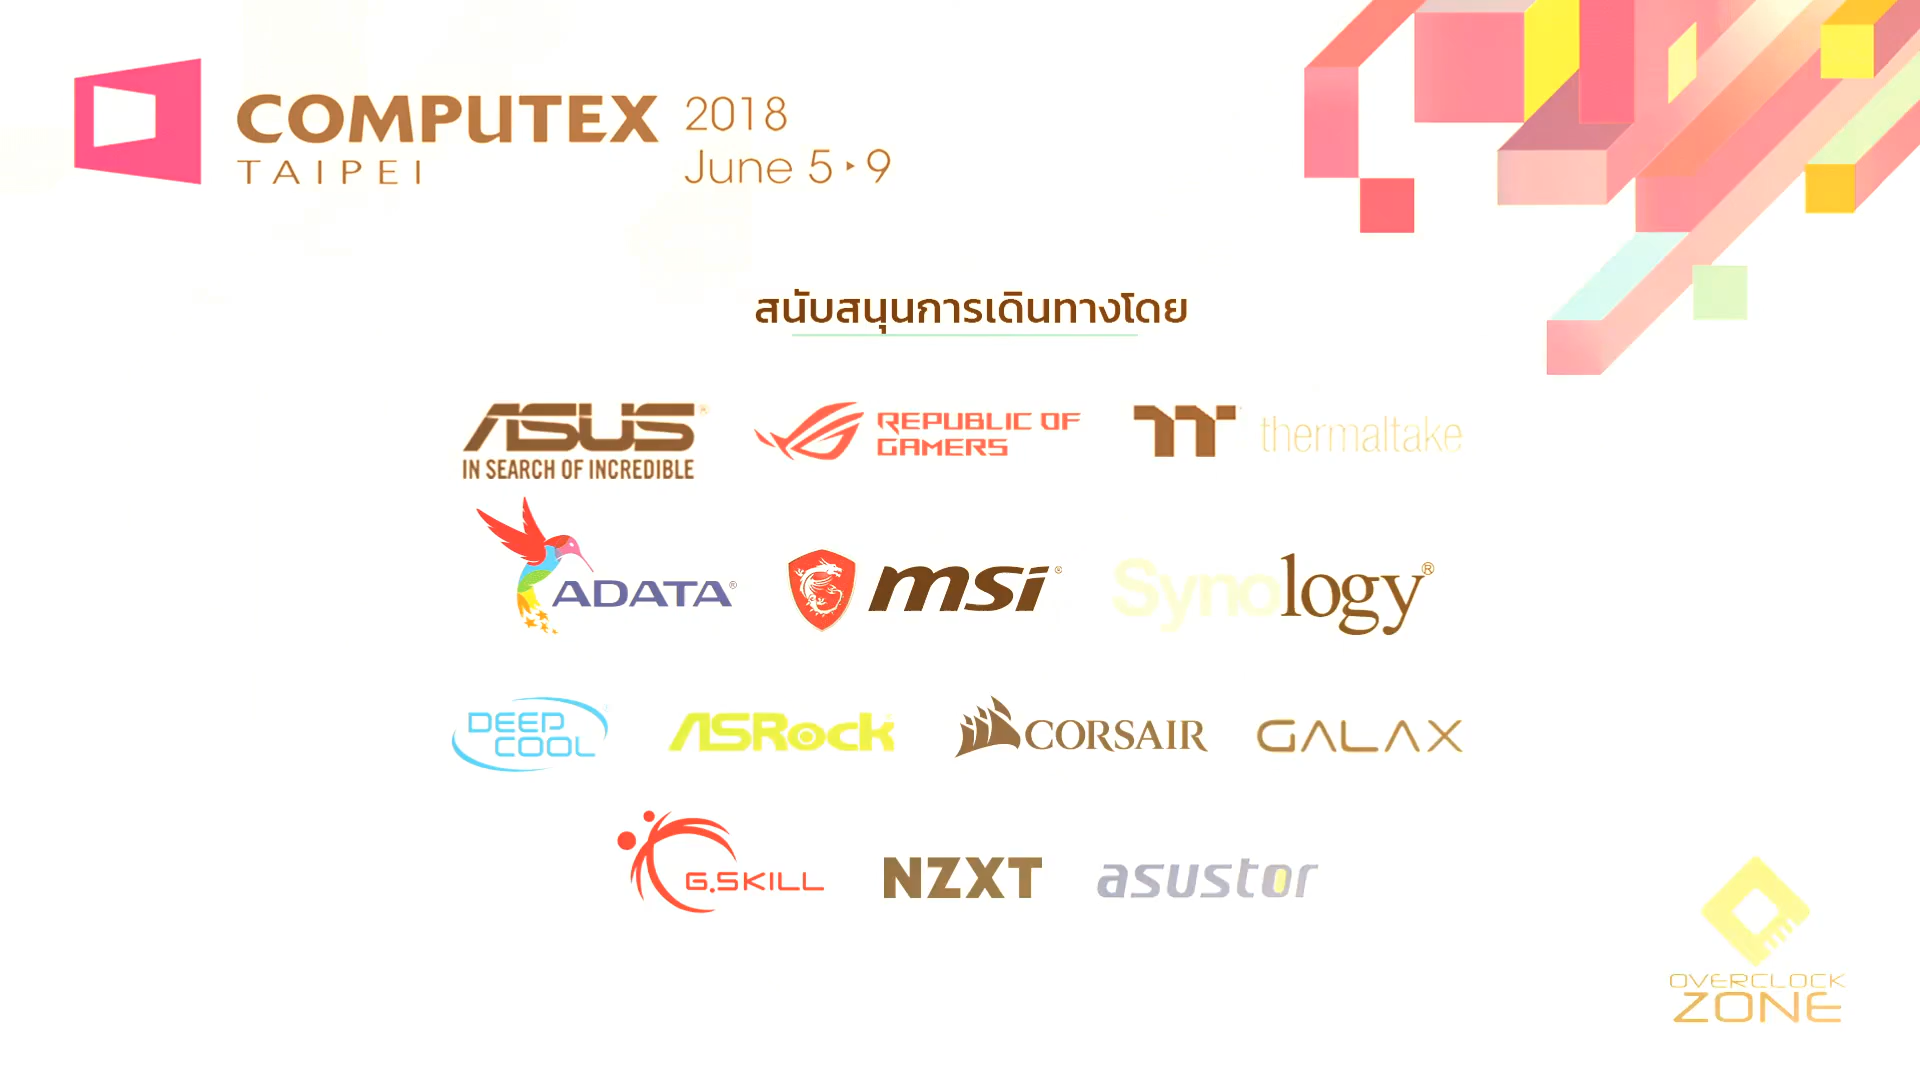 COMPUTEX
TAIPEI
2018
June 5 ▸ 9
สนับสนุนการเดินทางโดย
ASUS®
IN SEARCH OF INCREDIBLE
REPUBLIC OF
GAMERS
thermaltake
ADATA®
msi®
Synology®
DEEP
COOL
ASRock
CORSAIR
GALAX
G.SKILL
NZXT
asustor
OVERCLOCK
ZONE